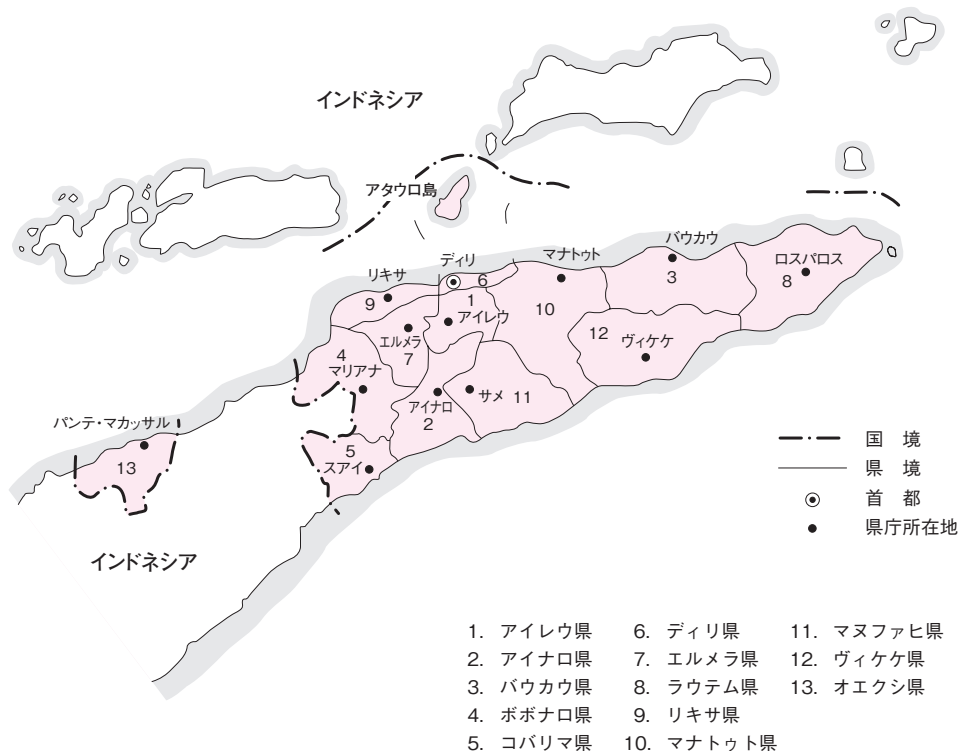 インドネシア
アタウロ島
バウカウ
マナトゥト
ディリ
ロスパロス
リキサ
6
3
8
9
1
アイレウ
10
エルメラ
7
12
ヴィケケ
4
マリアナ
サメ 11
アイナロ
2
パンテ・マカッサル
5
スアイ
13
インドネシア
国 境
県 境
首 都
県庁所在地
1. アイレウ県
2. アイナロ県
3. バウカウ県
4. ボボナロ県
5. コバリマ県
6. ディリ県
7. エルメラ県
8. ラウテム県
9. リキサ県
10. マナトゥト県
11. マヌファヒ県
12. ヴィケケ県
13. オエクシ県